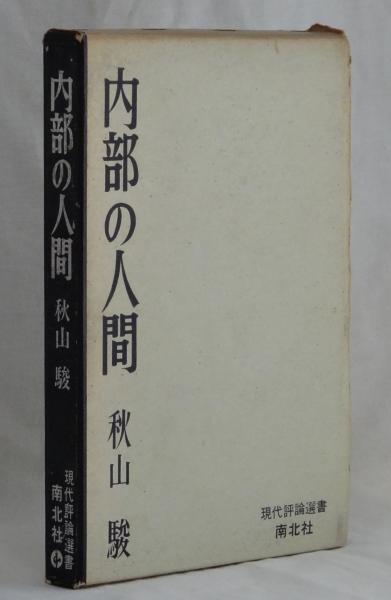 内部の人間
秋山 駿
現代評論選書
南北社
内部の人間
秋山 駿
現代評論選書
南北社